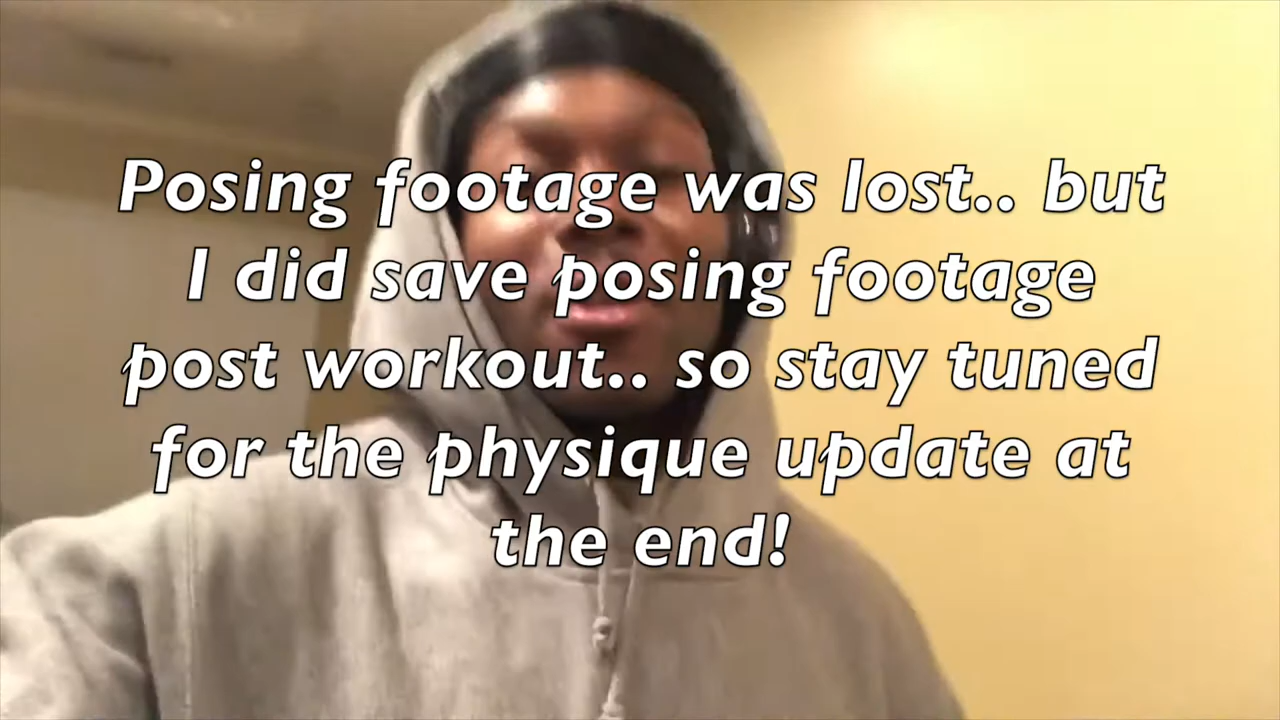 Posing footage was lost.. but
I did save posing footage
post workout.. so stay tuned
for the physique update at
the end!